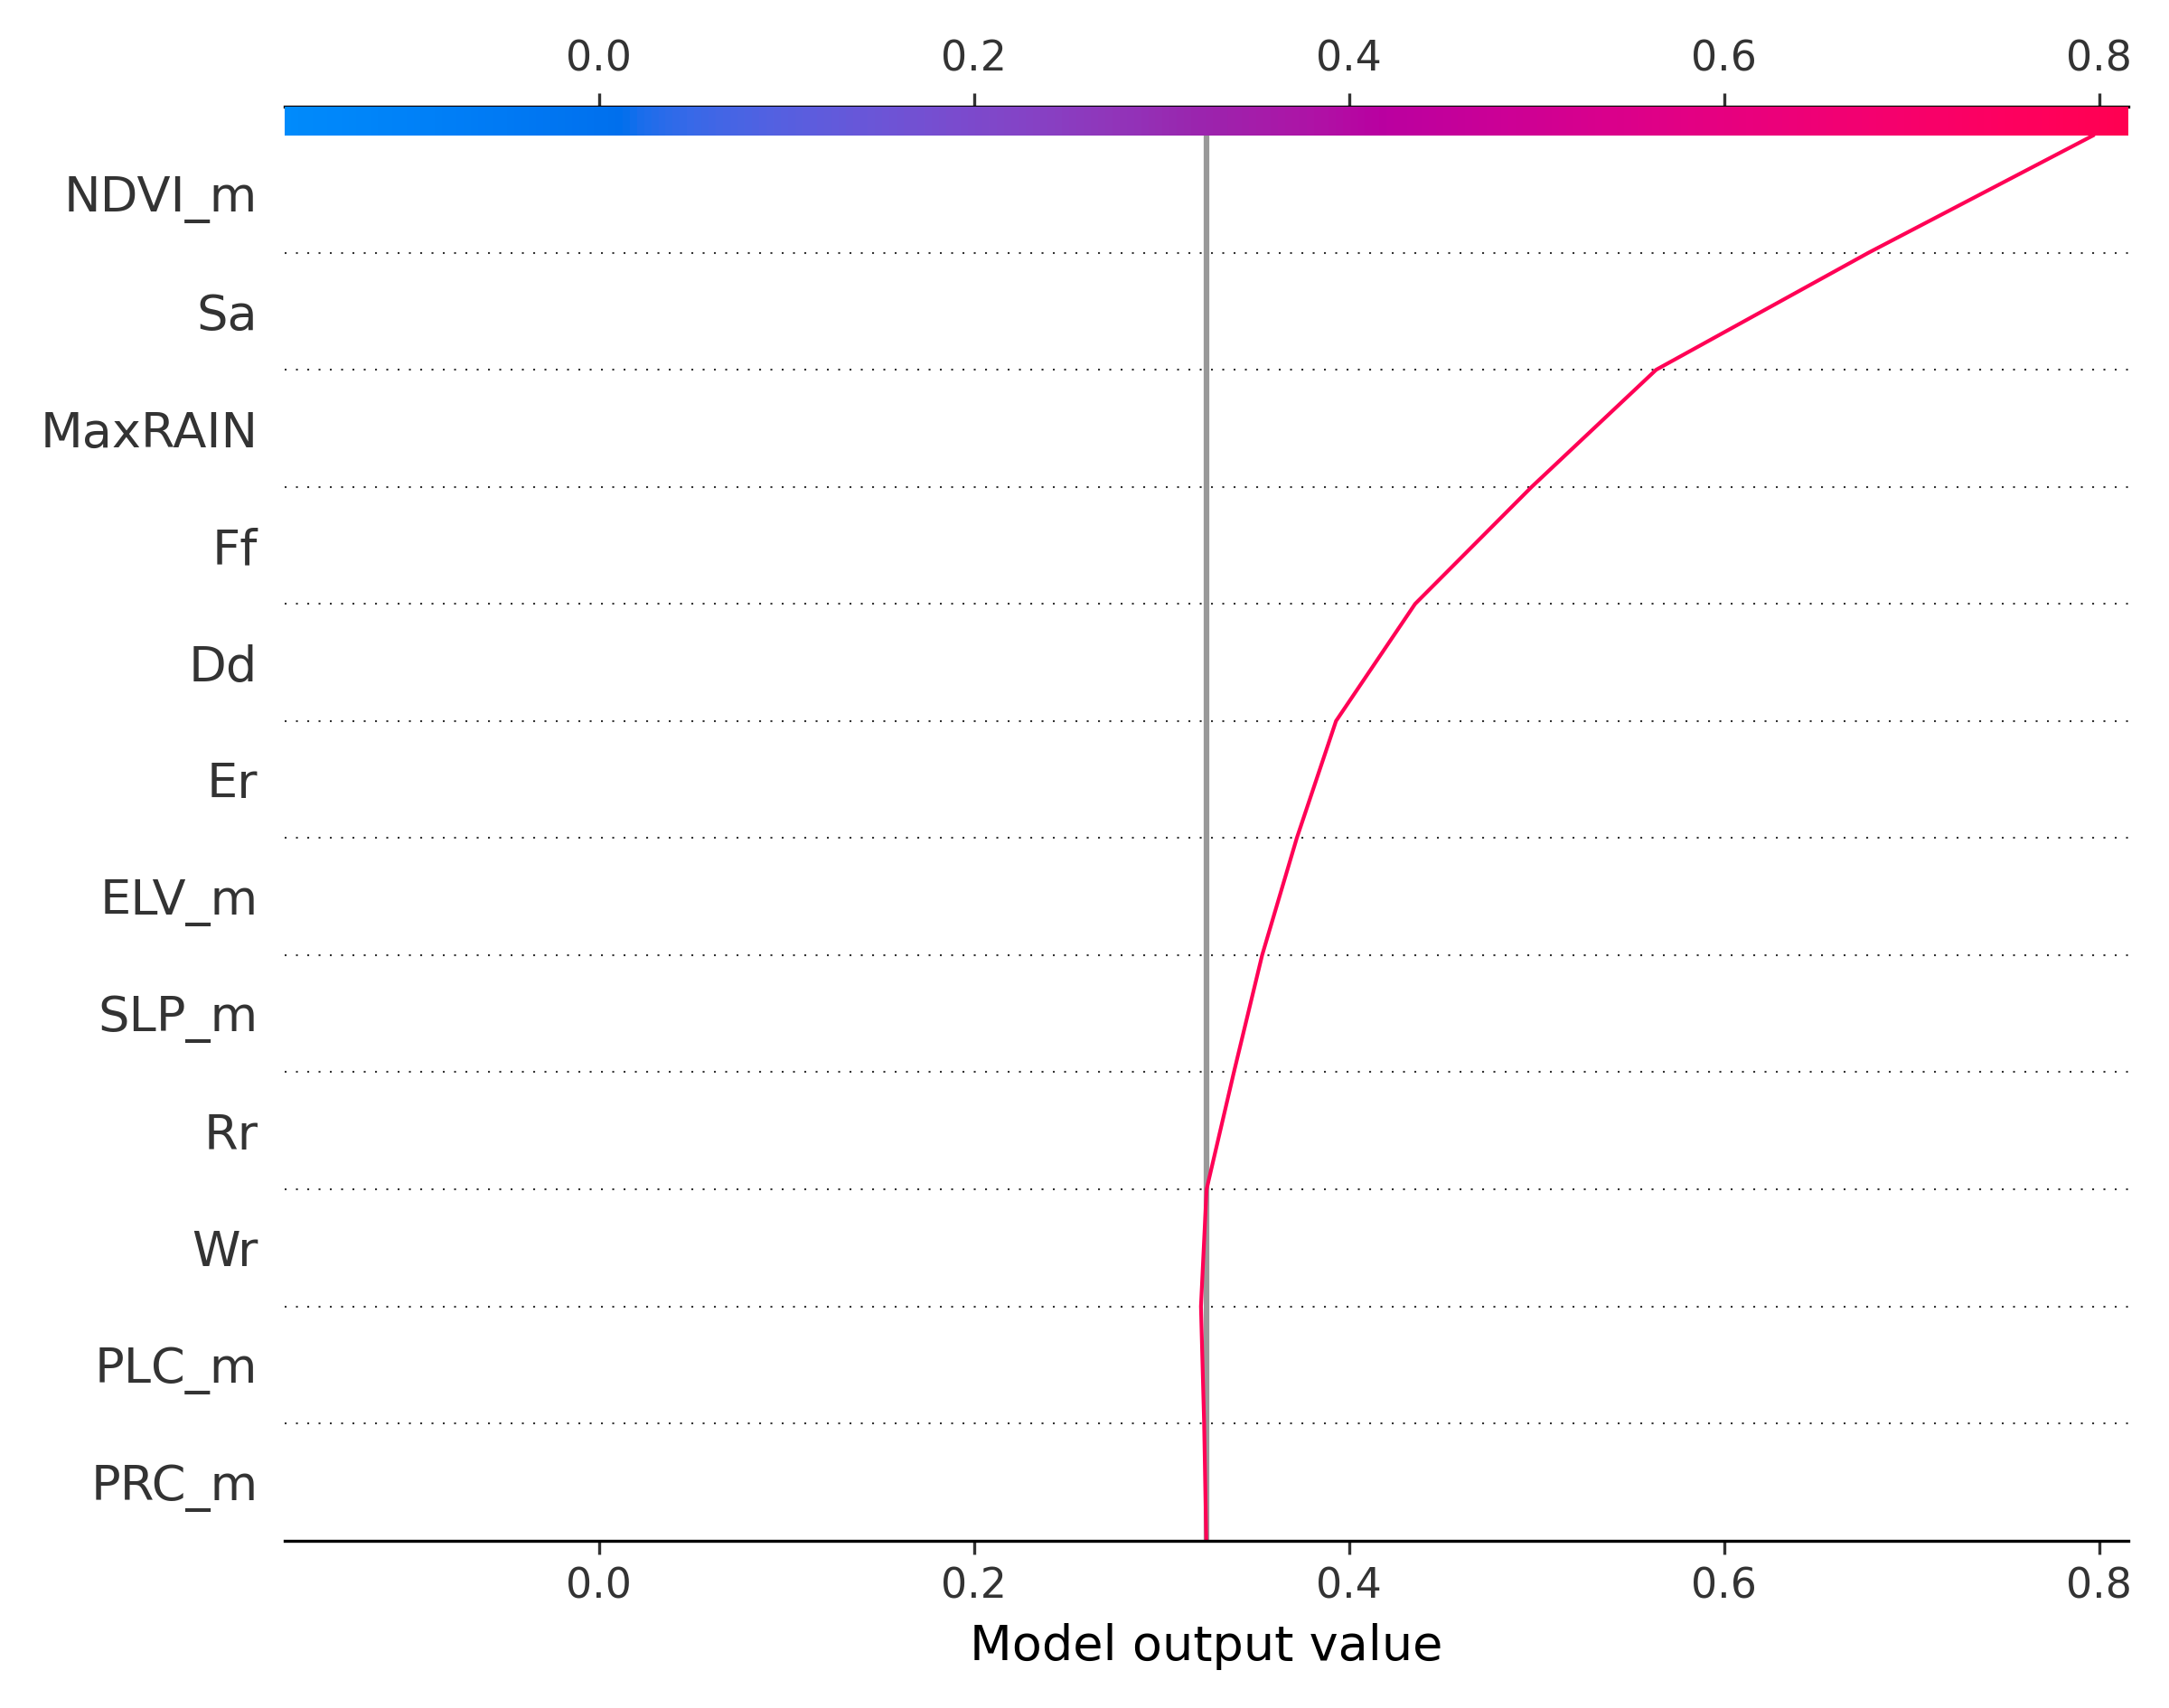 0.0 0.2 0.4 0.6 0.8
NDVI_m
Sa
MaxRAIN
Ff
Dd
Er
ELV_m
SLP_m
Rr
Wr
PLC_m
PRC_m
0.0 0.2 0.4 0.6 0.8
Model output value